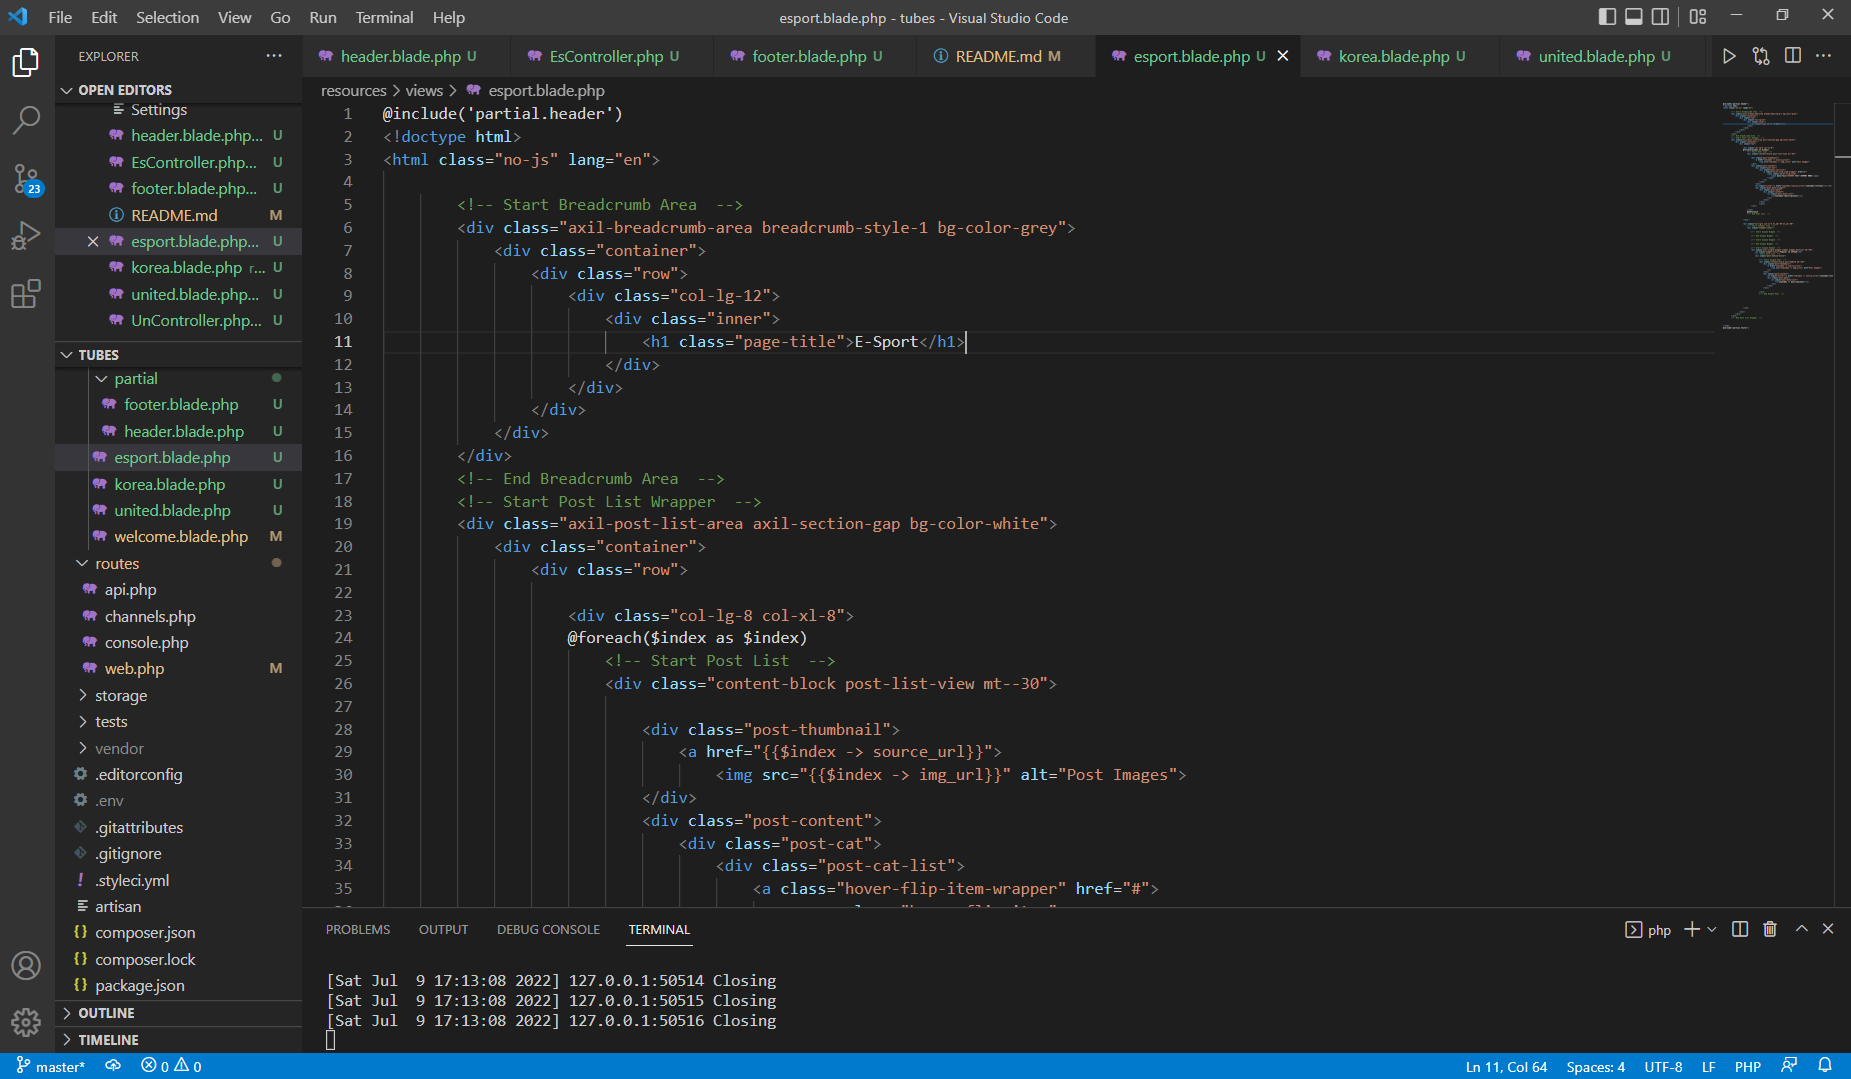 File Edit Selection View Go Run Terminal Help
esport.blade.php - tubes - Visual Studio Code
EXPLORER
header.blade.php U
EsController.php U
footer.blade.php U
README.md M
esport.blade.php U
korea.blade.php U
united.blade.php U
OPEN EDITORS
Settings
header.blade.php... U
EsController.php... U
footer.blade.php... U
README.md M
esport.blade.php... U
korea.blade.php r... U
united.blade.php... U
UnController.php... U
23
TUBES
partial
footer.blade.php U
header.blade.php U
esport.blade.php U
korea.blade.php U
united.blade.php U
welcome.blade.php M
routes
api.php
channels.php
console.php
web.php M
storage
tests
vendor
.editorconfig
.env
.gitattributes
.gitignore
.styleci.yml
artisan
composer.json
composer.lock
package.json
OUTLINE
TIMELINE
resources > views > esport.blade.php
1 @include('partial.header')
2 <!doctype html>
3 <html class="no-js" lang="en">
4
5 <!-- Start Breadcrumb Area  -->
6 <div class="axil-breadcrumb-area breadcrumb-style-1 bg-color-grey">
7 <div class="container">
8 <div class="row">
9 <div class="col-lg-12">
10 <div class="inner">
11 <h1 class="page-title">E-Sport</h1>
12 </div>
13 </div>
14 </div>
15 </div>
16 </div>
17 <!-- End Breadcrumb Area  -->
18 <!-- Start Post List Wrapper  -->
19 <div class="axil-post-list-area axil-section-gap bg-color-white">
20 <div class="container">
21 <div class="row">
22
23 <div class="col-lg-8 col-xl-8">
24 @foreach($index as $index)
25 <!-- Start Post List  -->
26 <div class="content-block post-list-view mt--30">
27
28 <div class="post-thumbnail">
29 <a href="{{$index -> source_url}}">
30 <img src="{{$index -> img_url}}" alt="Post Images">
31 </div>
32 <div class="post-content">
33 <div class="post-cat">
34 <div class="post-cat-list">
35 <a class="hover-flip-item-wrapper" href="#">
PROBLEMS OUTPUT DEBUG CONSOLE TERMINAL
php
[Sat Jul  9 17:13:08 2022] 127.0.0.1:50514 Closing
[Sat Jul  9 17:13:08 2022] 127.0.0.1:50515 Closing
[Sat Jul  9 17:13:08 2022] 127.0.0.1:50516 Closing
master* 0 0
Ln 11, Col 64 Spaces: 4 UTF-8 LF PHP